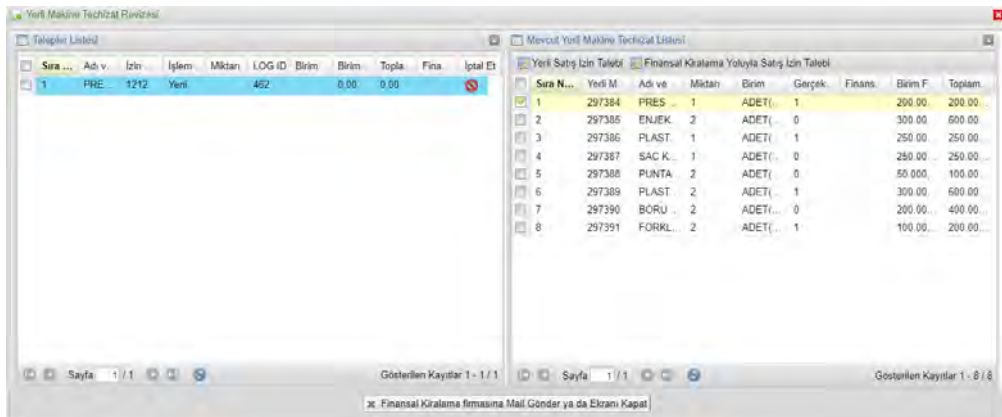 Yerli Makine Techizat Revizesi
Talepler Listesi
Sıra ... Adı v... İzin ... İşlem Miktarı LOG ID Birim Birim Topla... Fina... İptal Et
1 PRE... 1212 Yeni 462 0,00 0,00
Sayfa 1 / 1 Gösterilen Kayıtlar 1 - 1 / 1
Mevcut Yerli Makine Techizat Listesi
Yerli Satış İzin Talebi Finansal Kiralama Yoluyla Satış İzin Talebi
Sıra N... Yerli M... Adı ve... Miktarı Birim Gerçek... Finans... Birim F... Toplam...
1 297384 PRES ... 1 ADET(... 1 200.00... 200.00...
2 297385 ENJEK... 2 ADET(... 0 300.00... 600.00...
3 297386 PLAST... 1 ADET(... 1 250.00... 250.00...
4 297387 SAC K... 1 ADET(... 0 250.00... 250.00...
5 297388 PUNTA... 2 ADET(... 0 50.000... 100.00...
6 297389 PLAST... 2 ADET(... 1 300.00... 600.00...
7 297390 BORU ... 2 ADET(... 0 200.00... 400.00...
8 297391 FORKL... 2 ADET(... 1 100.00... 200.00...
Sayfa 1 / 1 Gösterilen Kayıtlar 1 - 8 / 8
Finansal Kiralama firmasına Mail Gönder ya da Ekranı Kapat